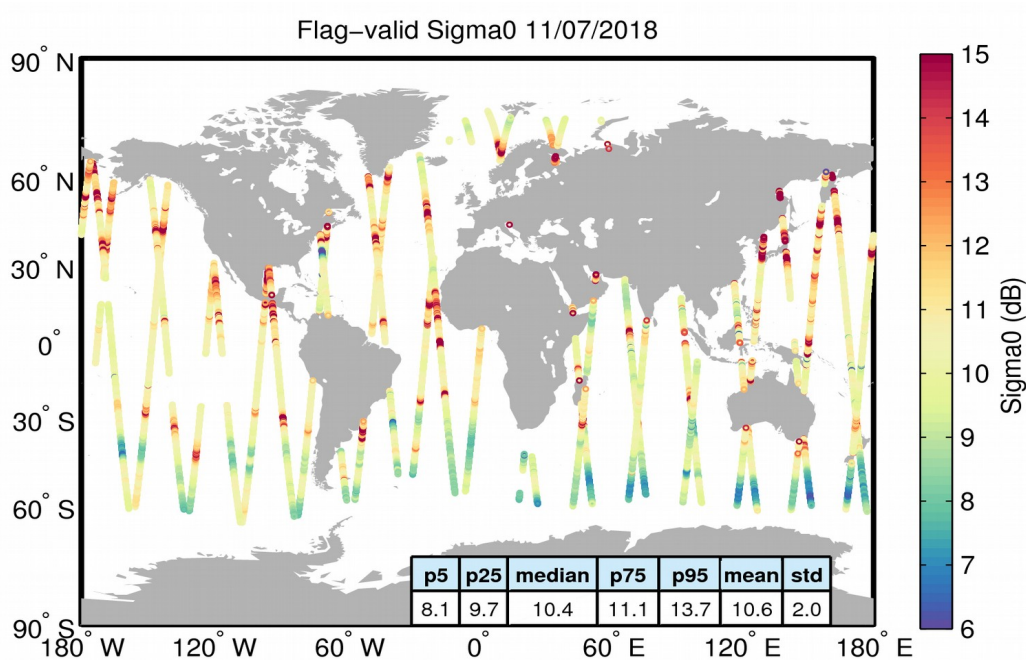 Flag−valid Sigma0 11/07/2018
90° N
60° N
30° N
0°
30° S
60° S
90° S
180° W 120° W 60° W 0° 60° E 120° E 180° E
p5 p25 median p75 p95 mean std
8.1 9.7 10.4 11.1 13.7 10.6 2.0
15
14
13
12
11
10
9
8
7
6
Sigma0 (dB)